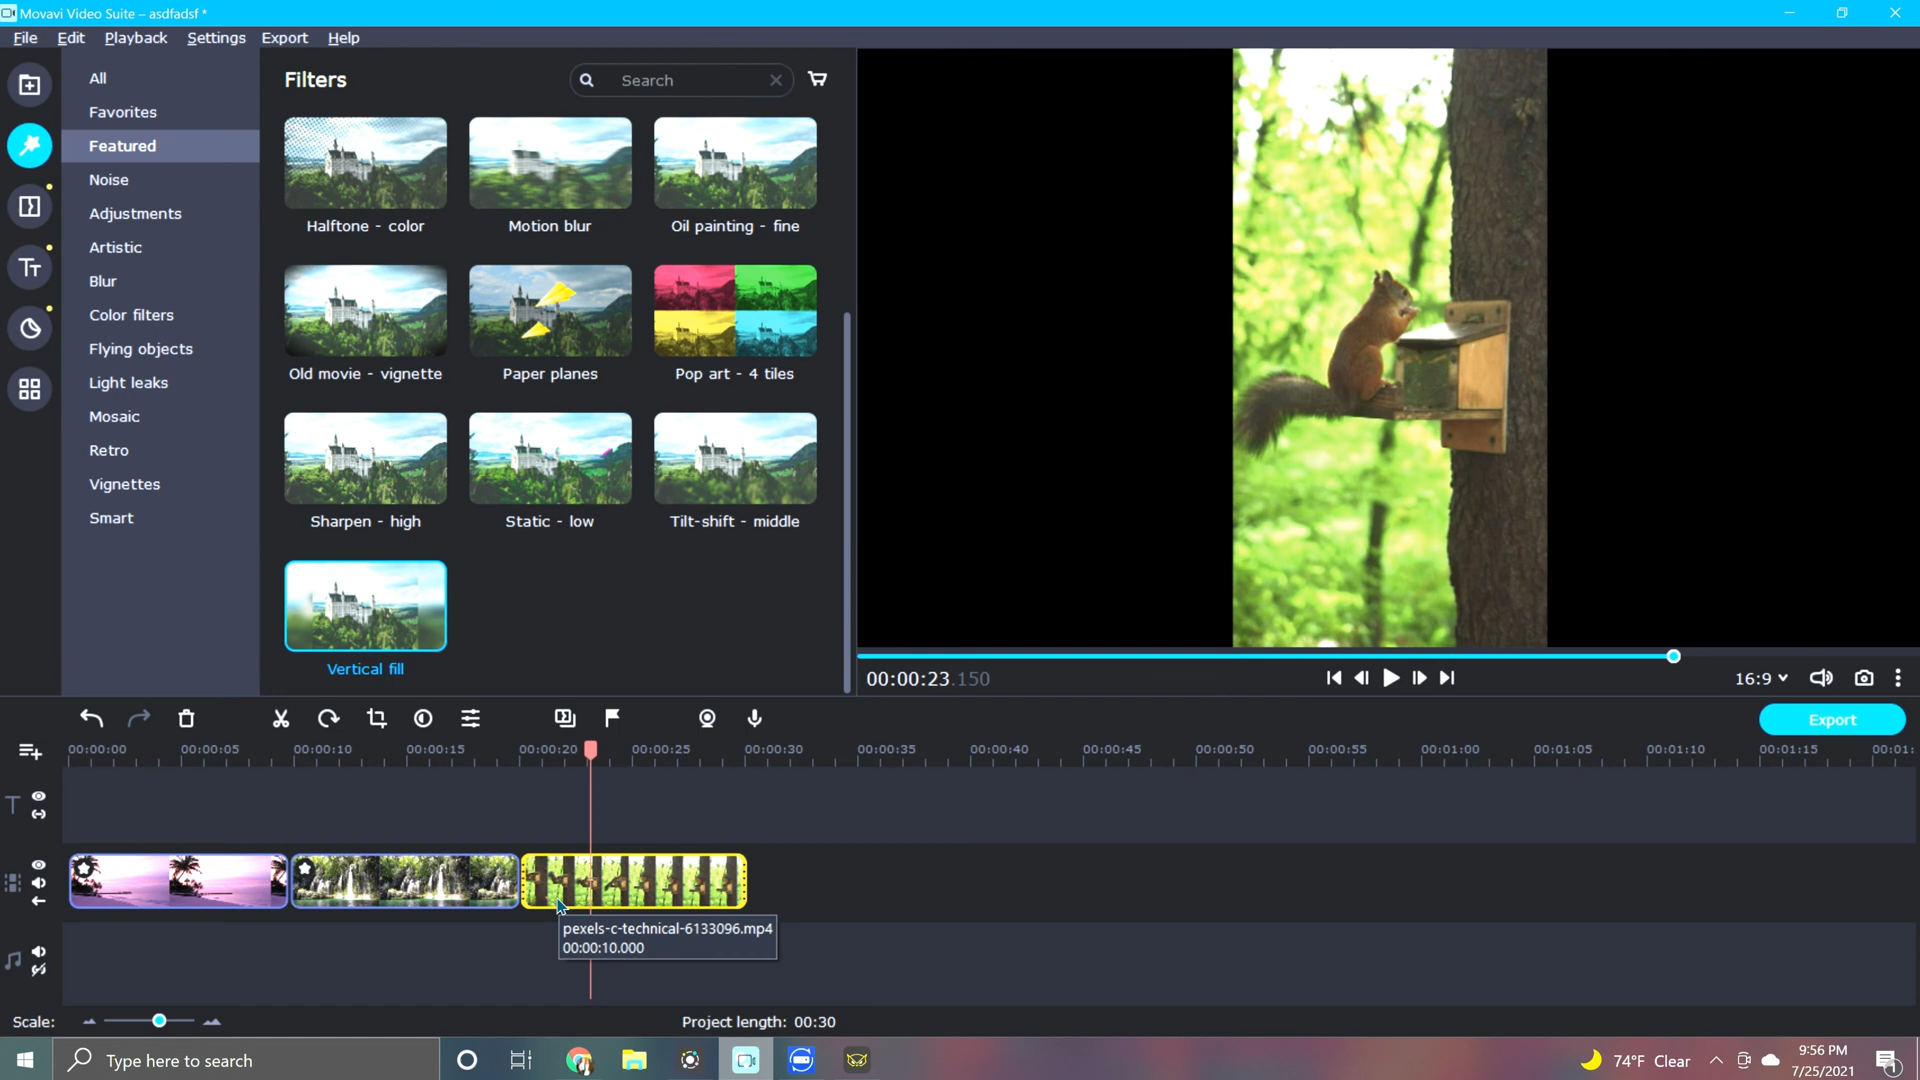 Movavi Video Suite – asdfadsf *
File Edit Playback Settings Export Help
All
Favorites
Featured
Noise
Adjustments
Artistic
Blur
Color filters
Flying objects
Light leaks
Mosaic
Retro
Vignettes
Smart
Filters
Search
Halftone - color
Motion blur
Oil painting - fine
Old movie - vignette
Paper planes
Pop art - 4 tiles
Sharpen - high
Static - low
Tilt-shift - middle
Vertical fill
00:00:23.150
16:9
Export
00:00:00 00:00:05 00:00:10 00:00:15 00:00:20 00:00:25 00:00:30 00:00:35 00:00:40 00:00:45 00:00:50 00:00:55 00:01:00 00:01:05 00:01:10 00:01:15 00:01:
pexels-c-technical-6133096.mp4
00:00:10.000
Scale:
Project length: 00:30
Type here to search
74°F Clear
9:56 PM
7/25/2021
1